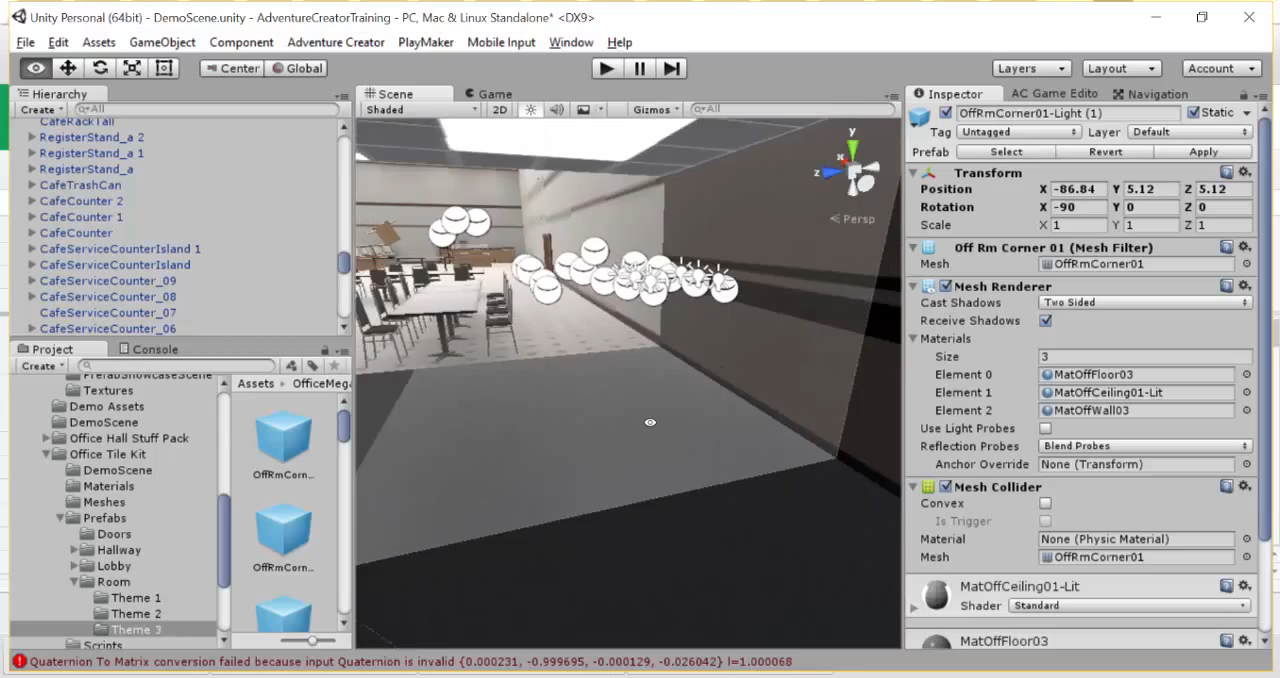 Unity Personal (64bit) - DemoScene.unity - AdventureCreatorTraining - PC, Mac & Linux Standalone* <DX9>
File Edit Assets GameObject Component Adventure Creator PlayMaker Mobile Input Window Help
Center Global Layers Layout Account
Hierarchy
Create All
CafeRackTall
RegisterStand_a 2
RegisterStand_a 1
RegisterStand_a
CafeTrashCan
CafeCounter 2
CafeCounter 1
CafeCounter
CafeServiceCounterIsland 1
CafeServiceCounterIsland
CafeServiceCounter_09
CafeServiceCounter_08
CafeServiceCounter_07
CafeServiceCounter_06
Project Console
Create
PrefabShowcaseScene
Textures
Demo Assets
DemoScene
Office Hall Stuff Pack
Office Tile Kit
DemoScene
Materials
Meshes
Prefabs
Doors
Hallway
Lobby
Room
Theme 1
Theme 2
Theme 3
Scripts
Assets OfficeMega
OffRmCorn...
OffRmCorn...
Scene Game
Shaded 2D Gizmos All
y
x
z
Persp
Inspector AC Game Edito Navigation
OffRmCorner01-Light (1) Static
Tag Untagged Layer Default
Prefab Select Revert Apply
Transform
Position X -86.84 Y 5.12 Z 5.12
Rotation X -90 Y 0 Z 0
Scale X 1 Y 1 Z 1
Off Rm Corner 01 (Mesh Filter)
Mesh OffRmCorner01
Mesh Renderer
Cast Shadows Two Sided
Receive Shadows
Materials
Size 3
Element 0 MatOffFloor03
Element 1 MatOffCeiling01-Lit
Element 2 MatOffWall03
Use Light Probes
Reflection Probes Blend Probes
Anchor Override None (Transform)
Mesh Collider
Convex
Is Trigger
Material None (Physic Material)
Mesh OffRmCorner01
MatOffCeiling01-Lit
Shader Standard
MatOffFloor03
Quaternion To Matrix conversion failed because input Quaternion is invalid {0.000231, -0.999695, -0.000129, -0.026042} l=1.000068